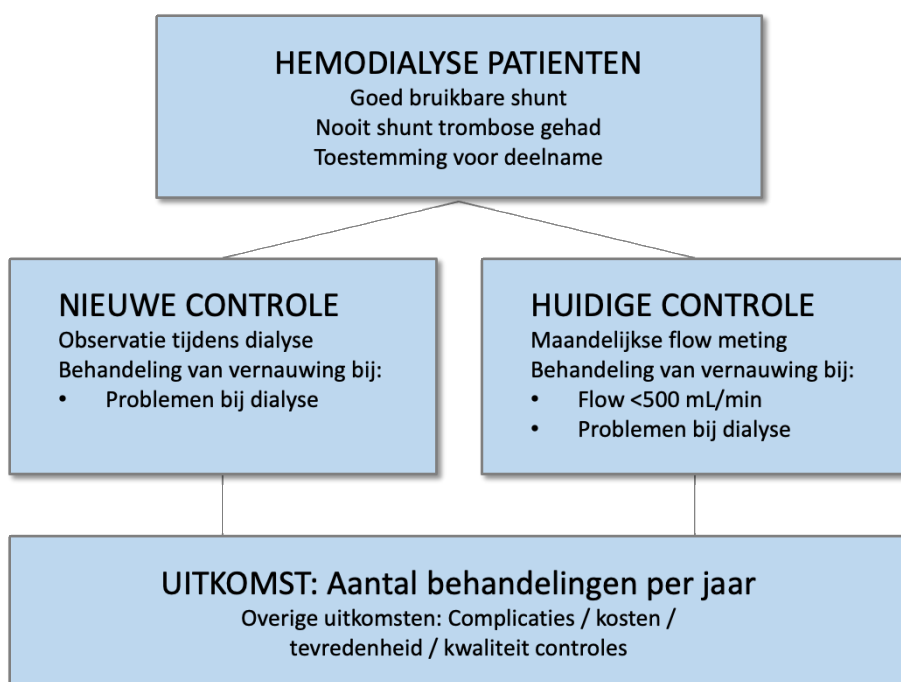 HEMODIALYSE PATIENTEN
Goed bruikbare shunt
Nooit shunt trombose gehad
Toestemming voor deelname
NIEUWE CONTROLE
Observatie tijdens dialyse
Behandeling van vernauwing bij:
• Problemen bij dialyse
HUIDIGE CONTROLE
Maandelijkse flow meting
Behandeling van vernauwing bij:
• Flow <500 mL/min
• Problemen bij dialyse
UITKOMST: Aantal behandelingen per jaar
Overige uitkomsten: Complicaties / kosten /
tevredenheid / kwaliteit controles